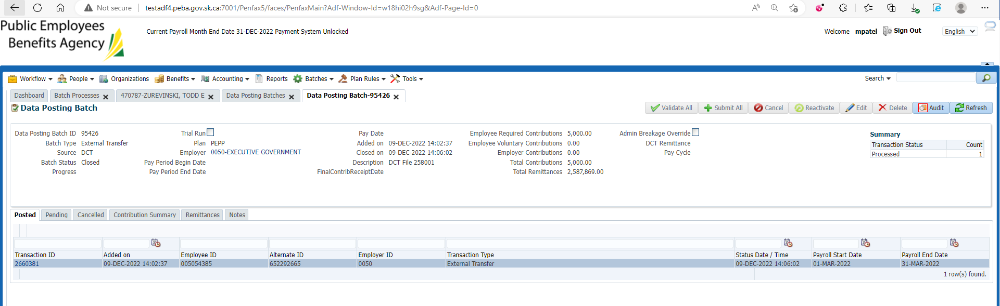 Not secure testadf4.peba.gov.sk.ca:7001/Penfax5/faces/PenfaxMain?Adf-Window-Id=w18hi02h9sg&Adf-Page-Id=0
Public Employees
Benefits Agency
Current Payroll Month End Date 31-DEC-2022 Payment System Unlocked
Welcome mpatel Sign Out English
Workflow People Organizations Benefits Accounting Reports Batches Plan Rules Tools Search
Dashboard Batch Processes 470787-ZUREVINSKI, TODD E Data Posting Batches Data Posting Batch-95426
Data Posting Batch Validate All Submit All Cancel Reactivate Edit Delete Audit Refresh
Data Posting Batch ID 95426 Trial Run Pay Date Employee Required Contributions 5,000.00 Admin Breakage Override Summary
Batch Type External Transfer Plan PEPP Added on 09-DEC-2022 14:02:37 Employee Voluntary Contributions 0.00 DCT Remittance Transaction Status Count
Source DCT Employer 0050-EXECUTIVE GOVERNMENT Closed on 09-DEC-2022 14:06:02 Employer Contributions 0.00 Pay Cycle Processed 1
Batch Status Closed Pay Period Begin Date Description DCT File 258001 Total Contributions 5,000.00
Progress Pay Period End Date FinalContribReceiptDate Total Remittances 2,587,869.00
Posted Pending Cancelled Contribution Summary Remittances Notes
Transaction ID Added on Employee ID Alternate ID Employer ID Transaction Type Status Date / Time Payroll Start Date Payroll End Date
2660381 09-DEC-2022 14:02:37 005054385 652292665 0050 External Transfer 09-DEC-2022 14:06:02 01-MAR-2022 31-MAR-2022
1 row(s) found.